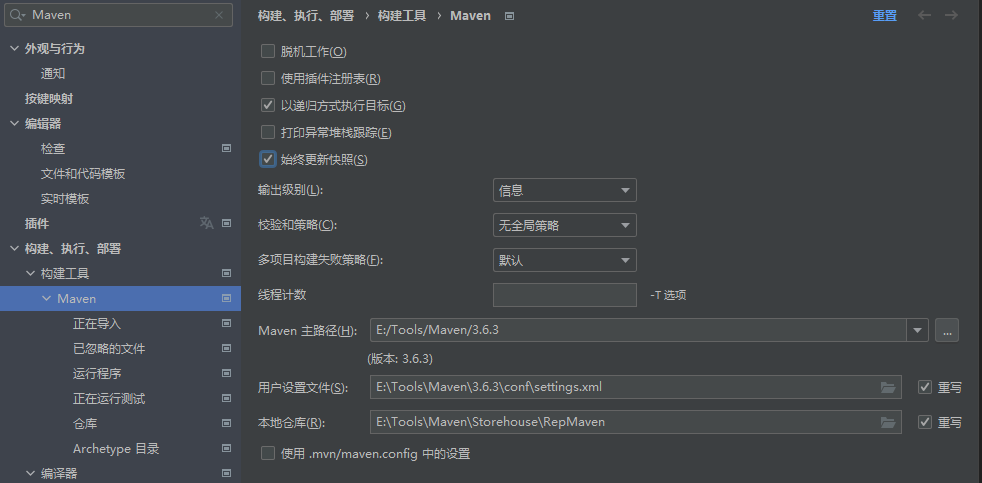 Maven
外观与行为
通知
按键映射
编辑器
检查
文件和代码模板
实时模板
插件
构建、执行、部署
构建工具
Maven
正在导入
已忽略的文件
运行程序
正在运行测试
仓库
Archetype 目录
编译器
构建、执行、部署 › 构建工具 › Maven
重置
脱机工作(O)
使用插件注册表(R)
以递归方式执行目标(G)
打印异常堆栈跟踪(E)
始终更新快照(S)
输出级别(L): 信息
校验和策略(C): 无全局策略
多项目构建失败策略(F): 默认
线程计数 -T 选项
Maven 主路径(H): E:/Tools/Maven/3.6.3 ...
(版本: 3.6.3)
用户设置文件(S): E:\Tools\Maven\3.6.3\conf\settings.xml 重写
本地仓库(R): E:\Tools\Maven\Storehouse\RepMaven 重写
使用 .mvn/maven.config 中的设置